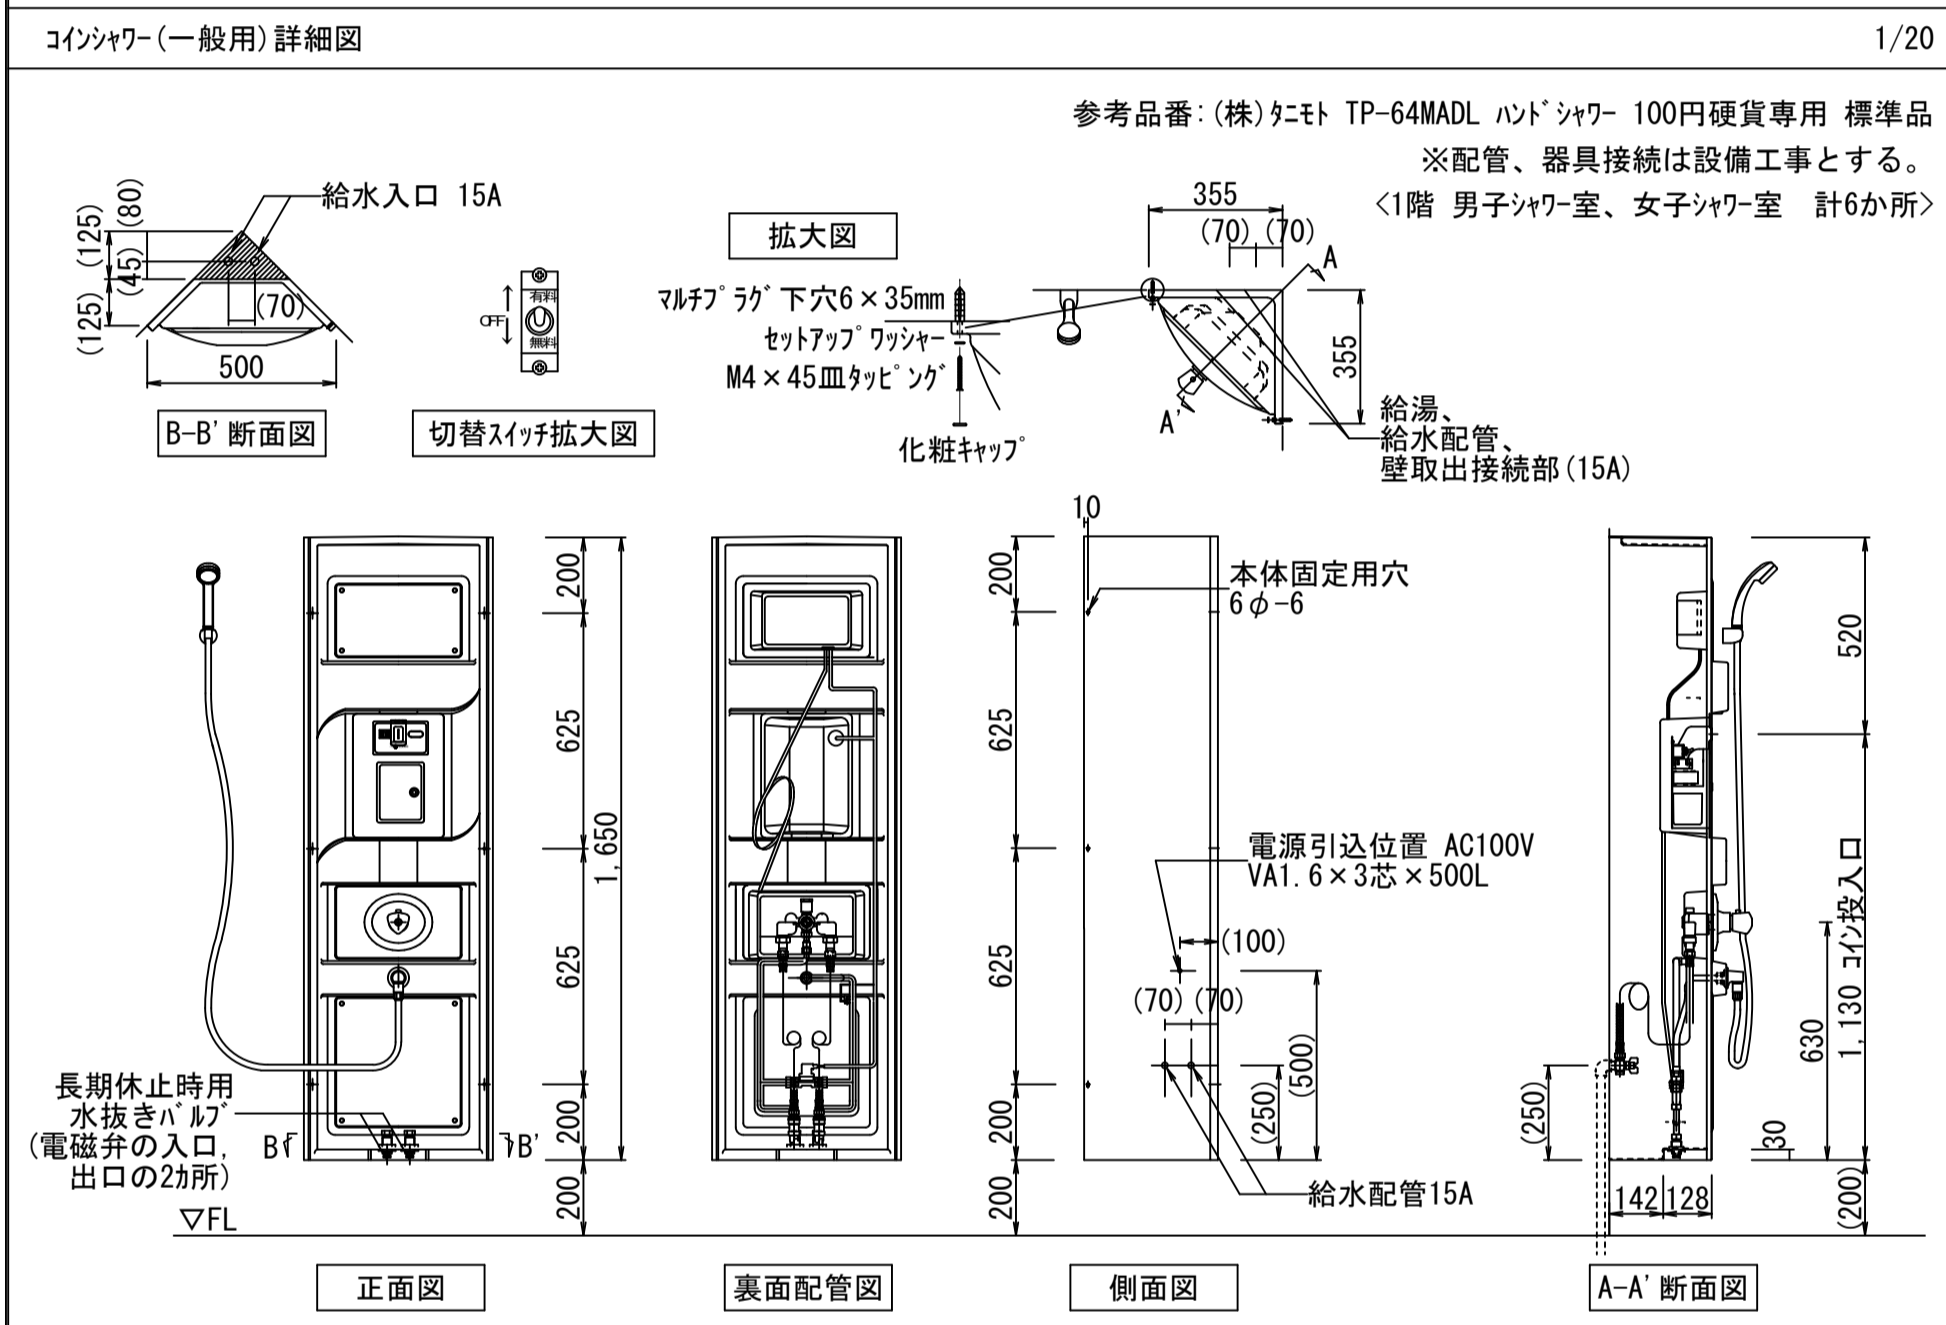 コインシャワー(一般用)詳細図
1/20
参考品番:(株)タニモト TP-64MADL ハンドシャワー 100円硬貨専用 標準品
※配管、器具接続は設備工事とする。
<1階 男子シャワー室、女子シャワー室 計6か所>
給水入口 15A
(80)
(125)
(45)
(125)
(70)
500
B-B' 断面図
有料
OFF
無料
切替スイッチ拡大図
拡大図
マルチプラグ 下穴6×35mm
セットアップワッシャー
M4×45皿タッピング
化粧キャップ
355
(70)
(70)
A
355
A'
給湯、
給水配管、
壁取出接続部(15A)
200
625
625
200
1,650
200
長期休止時用
水抜きバルブ
(電磁弁の入口,
出口の2カ所)
B
B'
▽FL
正面図
200
625
625
200
200
裏面配管図
10
本体固定用穴
6φ-6
電源引込位置 AC100V
VA1.6×3芯×500L
(100)
(70)
(70)
(500)
(250)
給水配管15A
側面図
520
1,130 コイン投入口
630
(250)
30
142
128
(200)
A-A' 断面図